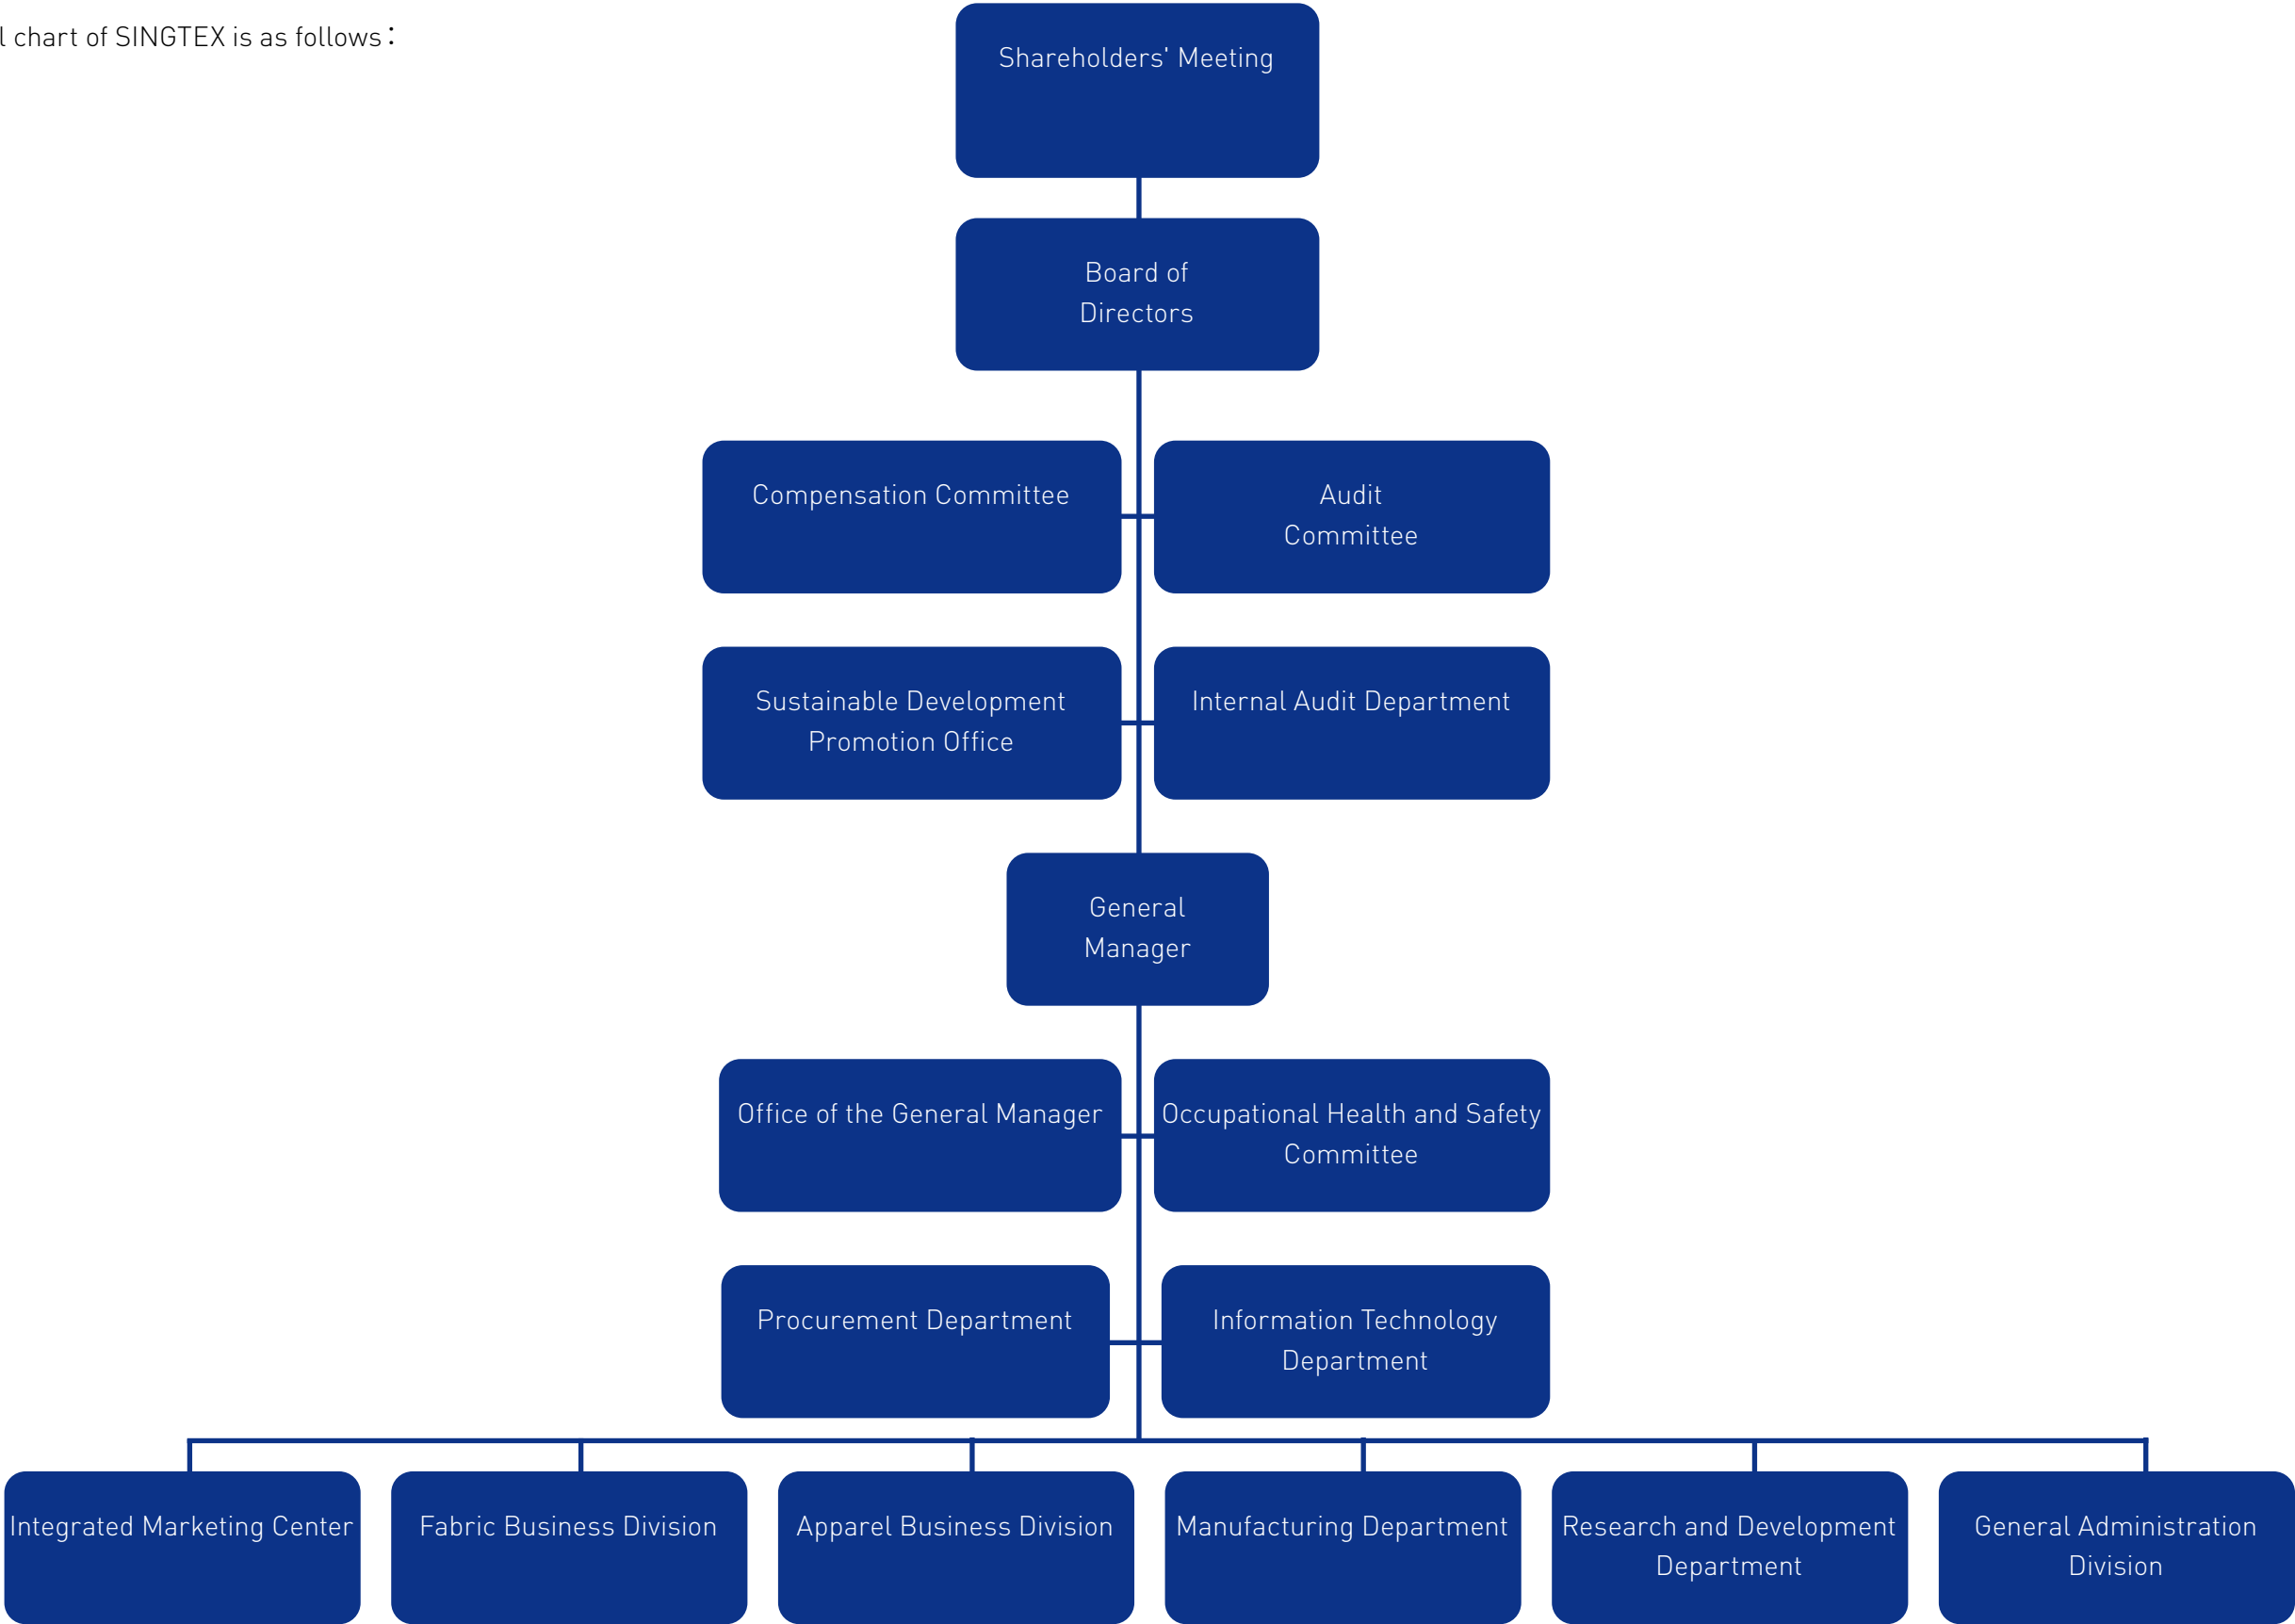 l chart of SINGTEX is as follows：
Shareholders' Meeting
Board of
Directors
Compensation Committee
Audit
Committee
Sustainable Development
Promotion Office
Internal Audit Department
General
Manager
Office of the General Manager
Occupational Health and Safety
Committee
Procurement Department
Information Technology
Department
Integrated Marketing Center
Fabric Business Division
Apparel Business Division
Manufacturing Department
Research and Development
Department
General Administration
Division